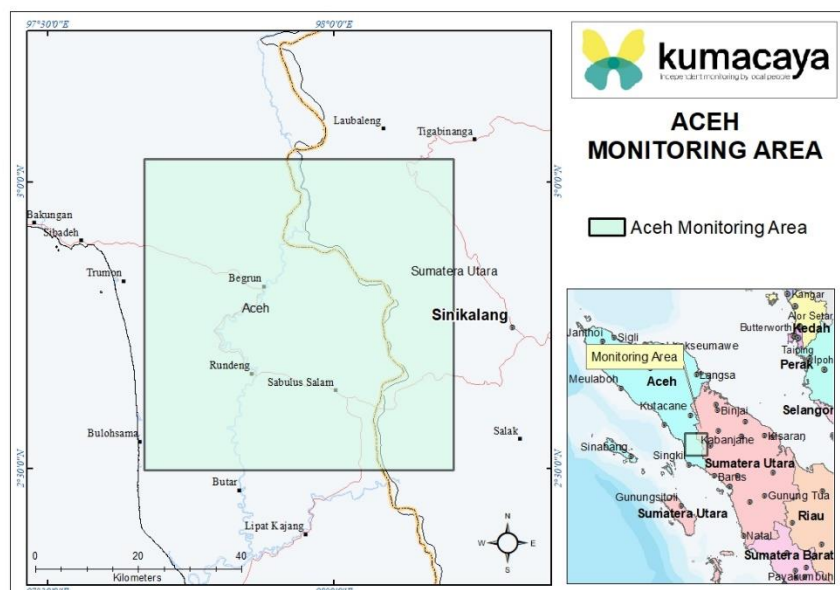 97°30'0"E
98°0'0"E
kumacaya
independent monitoring by local people
ACEH
MONITORING AREA
Aceh Monitoring Area
Laubaleng
Tigabinanga
3°0'0"N
3°0'0"N
Bakungan
Sibadeh
Trumon
Begrun
Aceh
Sumatera Utara
Sinikalang
Rundeng
Sabulus Salam
Bulohsama
Salak
2°30'0"N
2°30'0"N
Butar
Lipat Kajang
N
W
E
S
0
20
40
Kilometers
Kangar
Alor Setar
Janthoi
Sigli
Butterworth
Kedah
Taiping
Monitoring Area
Perak
Ipoh
Meulaboh
Aceh
Langsa
Kutacane
Binjai
Selangor
Sinabang
Kabanjahe
Kisaran
Singkil
Sumatera Utara
Barus
Gunungsitoli
Gunung Tua
Sumatera Utara
Riau
Natal
Sumatera Barat
Payakumbuh